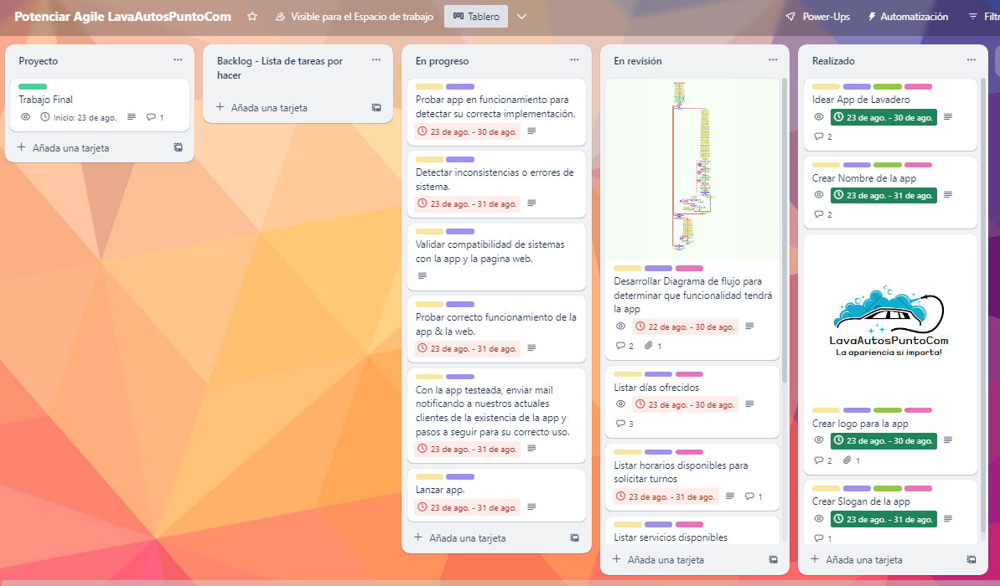 Potenciar Agile LavaAutosPuntoCom
Visible para el Espacio de trabajo
Tablero
Power-Ups
Automatización
Filtr
Proyecto
Trabajo Final
Inicio: 23 de ago.
1
Añada una tarjeta
Backlog - Lista de tareas por
hacer
Añada una tarjeta
En progreso
Probar app en funcionamiento para
detectar su correcta implementación.
23 de ago. - 30 de ago.
Detectar inconsistencias o errores de
sistema.
23 de ago. - 31 de ago.
Validar compatibilidad de sistemas
con la app y la pagina web.
Probar correcto funcionamiento de la
app & la web.
23 de ago. - 31 de ago.
Con la app testeada, enviar mail
notificando a nuestros actuales
clientes de la existencia de la app y
pasos a seguir para su correcto uso.
23 de ago. - 31 de ago.
Lanzar app.
23 de ago. - 31 de ago.
Añada una tarjeta
En revisión
Desarrollar Diagrama de flujo para
determinar que funcionalidad tendrá
la app
22 de ago. - 30 de ago.
2 1
Listar días ofrecidos
23 de ago. - 30 de ago.
3
Listar horarios disponibles para
solicitar turnos
23 de ago. - 31 de ago. 1
Listar servicios disponibles
Añada una tarjeta
Realizado
Idear App de Lavadero
23 de ago. - 30 de ago.
2
Crear Nombre de la app
23 de ago. - 31 de ago.
2
LavaAutosPuntoCom
La apariencia si importa!
Crear logo para la app
23 de ago. - 30 de ago.
2 1
Crear Slogan de la app
23 de ago. - 31 de ago.
1
Añada una tarjeta